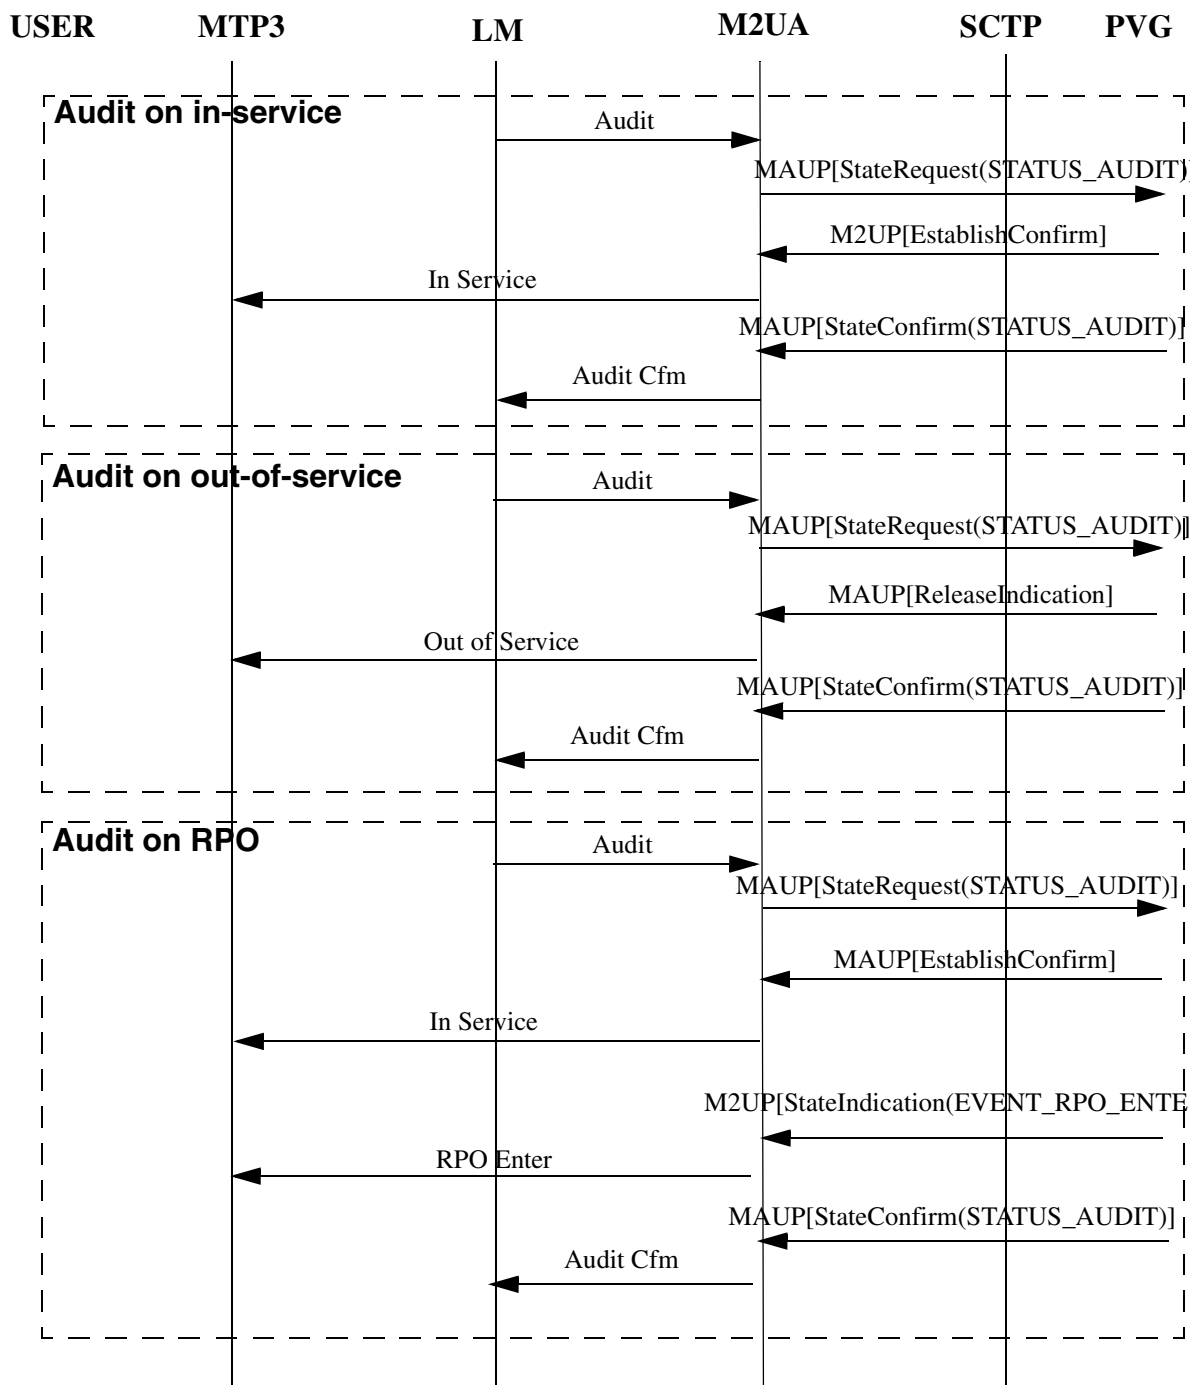 USER MTP3 LM M2UA SCTP PVG
Audit on in-service
Audit
MAUP[StateRequest(STATUS_AUDIT)]
M2UP[EstablishConfirm]
In Service
MAUP[StateConfirm(STATUS_AUDIT)]
Audit Cfm
Audit on out-of-service
Audit
MAUP[StateRequest(STATUS_AUDIT)]
MAUP[ReleaseIndication]
Out of Service
MAUP[StateConfirm(STATUS_AUDIT)]
Audit Cfm
Audit on RPO
Audit
MAUP[StateRequest(STATUS_AUDIT)]
MAUP[EstablishConfirm]
In Service
M2UP[StateIndication(EVENT_RPO_ENTE
RPO Enter
MAUP[StateConfirm(STATUS_AUDIT)]
Audit Cfm